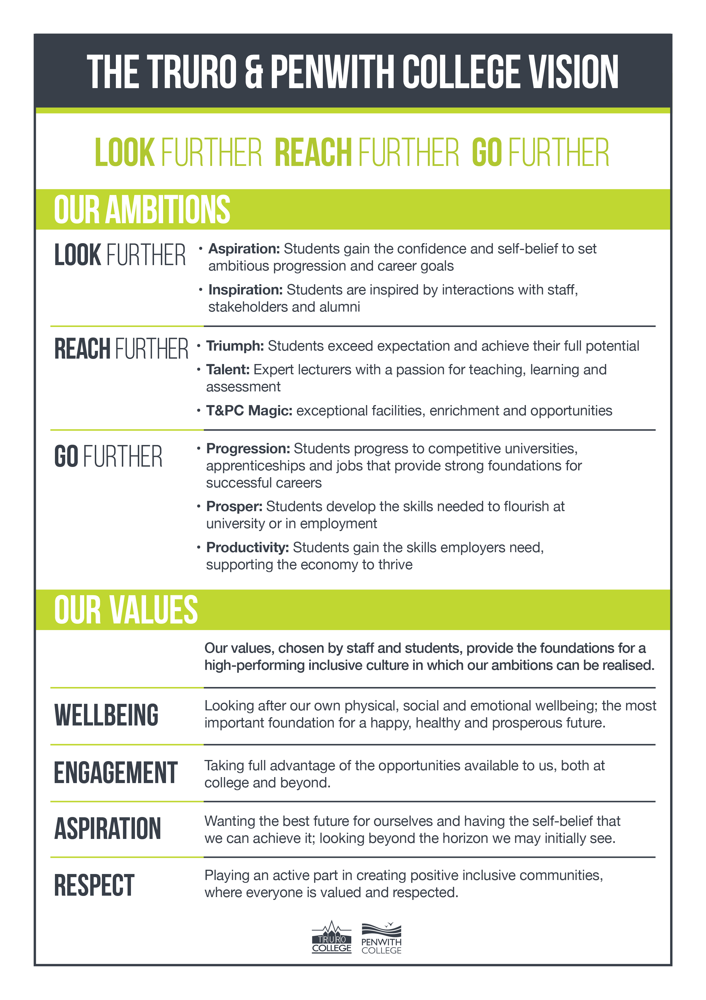 THE TRURO & PENWITH COLLEGE VISION
LOOK FURTHER REACH FURTHER GO FURTHER
OUR AMBITIONS
LOOK FURTHER
• Aspiration: Students gain the confidence and self-belief to set
ambitious progression and career goals
• Inspiration: Students are inspired by interactions with staff,
stakeholders and alumni
REACH FURTHER
• Triumph: Students exceed expectation and achieve their full potential
• Talent: Expert lecturers with a passion for teaching, learning and
assessment
• T&PC Magic: exceptional facilities, enrichment and opportunities
GO FURTHER
• Progression: Students progress to competitive universities,
apprenticeships and jobs that provide strong foundations for
successful careers
• Prosper: Students develop the skills needed to flourish at
university or in employment
• Productivity: Students gain the skills employers need,
supporting the economy to thrive
OUR VALUES
Our values, chosen by staff and students, provide the foundations for a
high-performing inclusive culture in which our ambitions can be realised.
WELLBEING
Looking after our own physical, social and emotional wellbeing; the most
important foundation for a happy, healthy and prosperous future.
ENGAGEMENT
Taking full advantage of the opportunities available to us, both at
college and beyond.
ASPIRATION
Wanting the best future for ourselves and having the self-belief that
we can achieve it; looking beyond the horizon we may initially see.
RESPECT
Playing an active part in creating positive inclusive communities,
where everyone is valued and respected.
TRURO
COLLEGE
PENWITH
COLLEGE